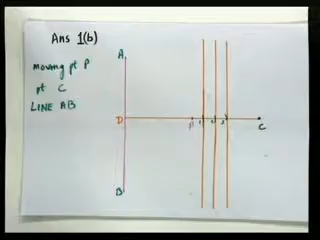 Ans 1(b)
A
moving pt P
pt C
LINE AB
D
C
B